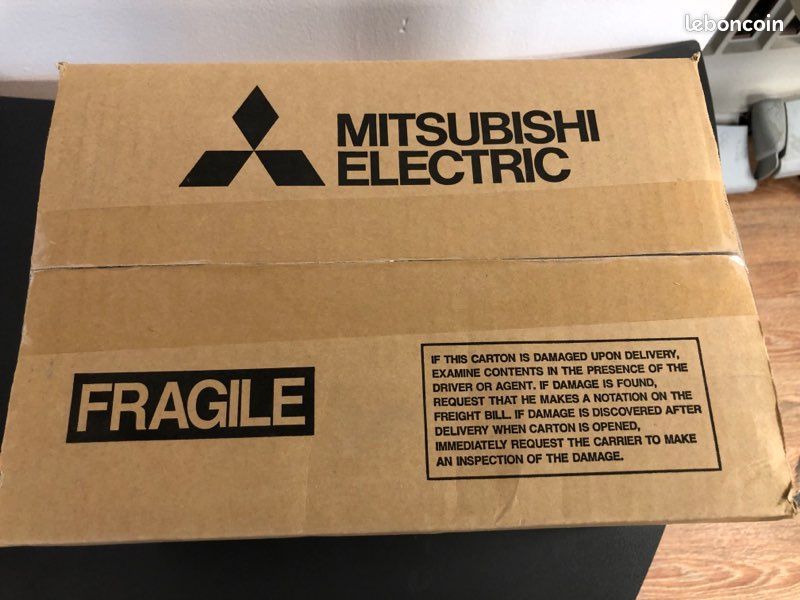 leboncoin
MITSUBISHI
ELECTRIC
FRAGILE
IF THIS CARTON IS DAMAGED UPON DELIVERY,
EXAMINE CONTENTS IN THE PRESENCE OF THE
DRIVER OR AGENT. IF DAMAGE IS FOUND,
REQUEST THAT HE MAKES A NOTATION ON THE
FREIGHT BILL. IF DAMAGE IS DISCOVERED AFTER
DELIVERY WHEN CARTON IS OPENED,
IMMEDIATELY REQUEST THE CARRIER TO MAKE
AN INSPECTION OF THE DAMAGE.